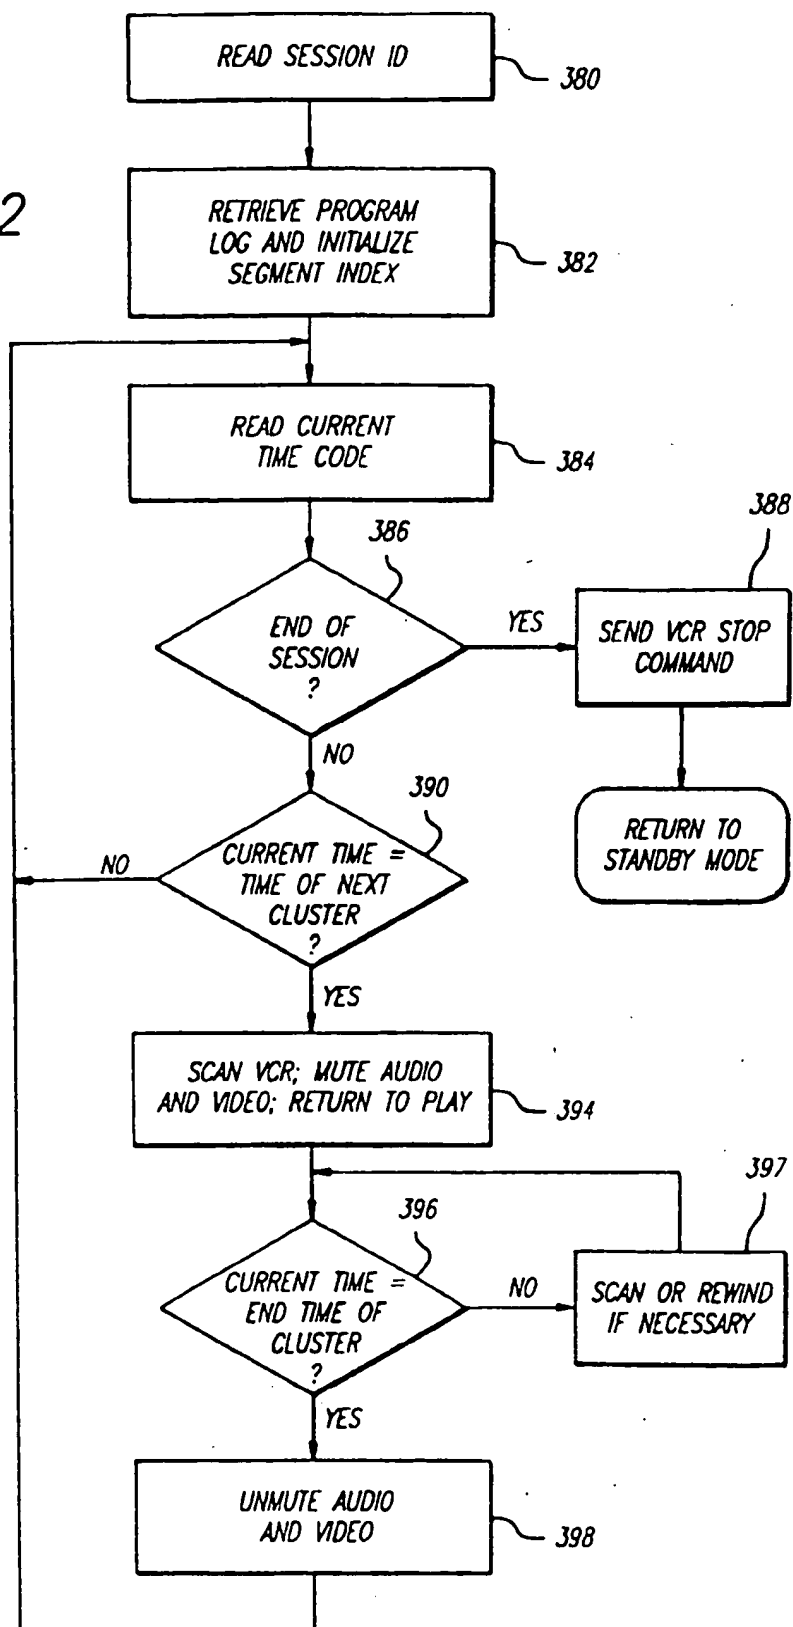 READ SESSION ID
380
2
RETRIEVE PROGRAM
LOG AND INITIALIZE
SEGMENT INDEX
382
READ CURRENT
TIME CODE
384
386
388
END OF
SESSION
?
YES
SEND VCR STOP
COMMAND
NO
390
RETURN TO
STANDBY MODE
CURRENT TIME =
TIME OF NEXT
CLUSTER
?
NO
YES
SCAN VCR; MUTE AUDIO
AND VIDEO; RETURN TO PLAY
394
396
397
CURRENT TIME =
END TIME OF
CLUSTER
?
NO
SCAN OR REWIND
IF NECESSARY
YES
UNMUTE AUDIO
AND VIDEO
398